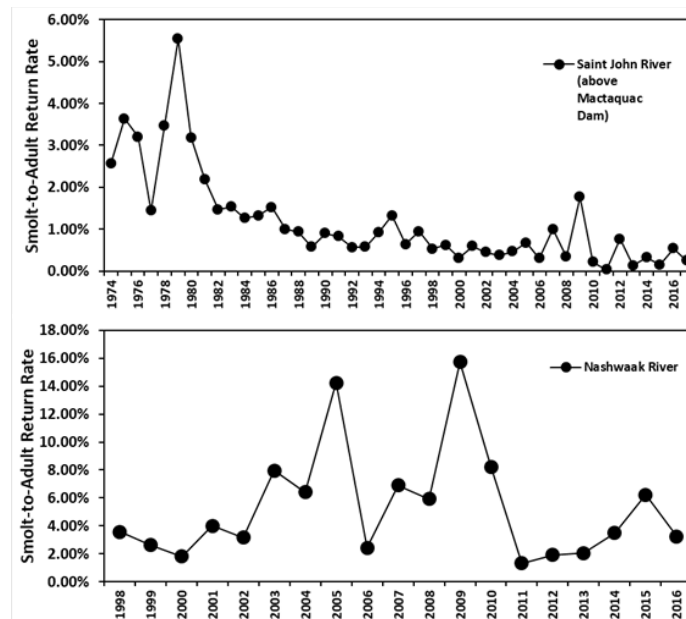 6.00%
5.00%
4.00%
3.00%
2.00%
1.00%
0.00%
Smolt-to-Adult Return Rate
Saint John River
(above
Mactaquac
Dam)
1974 1976 1978 1980 1982 1984 1986 1988 1990 1992 1994 1996 1998 2000 2002 2004 2006 2008 2010 2012 2014 2016
18.00%
16.00%
14.00%
12.00%
10.00%
8.00%
6.00%
4.00%
2.00%
0.00%
Smolt-to-Adult Return Rate
Nashwaak River
1998 1999 2000 2001 2002 2003 2004 2005 2006 2007 2008 2009 2010 2011 2012 2013 2014 2015 2016